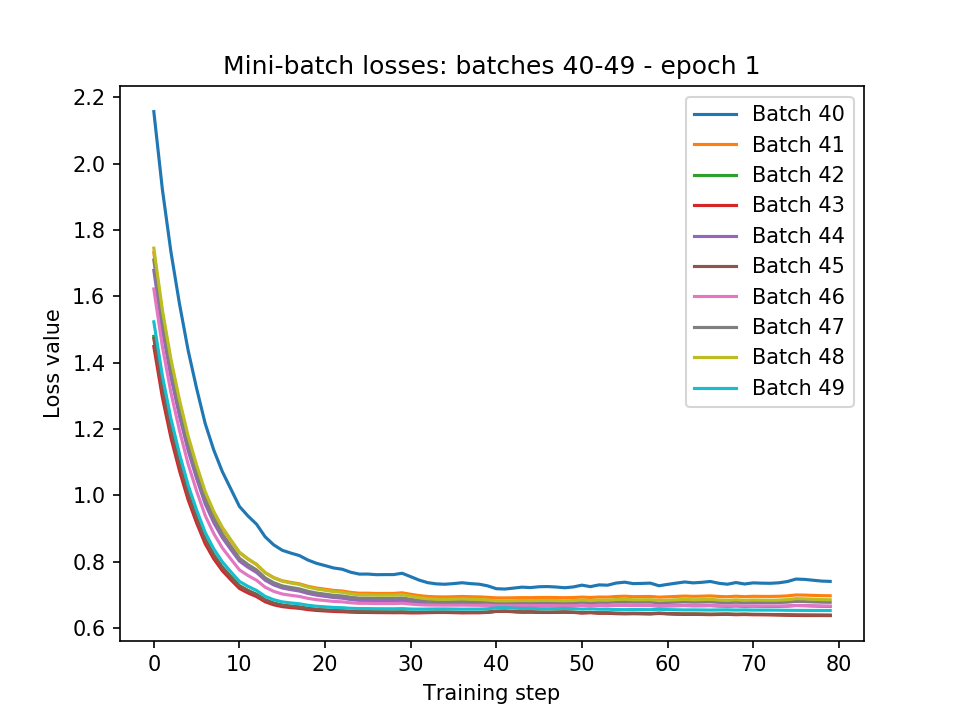 Mini-batch losses: batches 40-49 - epoch 1
Loss value
2.2
2.0
1.8
1.6
1.4
1.2
1.0
0.8
0.6
Batch 40
Batch 41
Batch 42
Batch 43
Batch 44
Batch 45
Batch 46
Batch 47
Batch 48
Batch 49
0 10 20 30 40 50 60 70 80
Training step